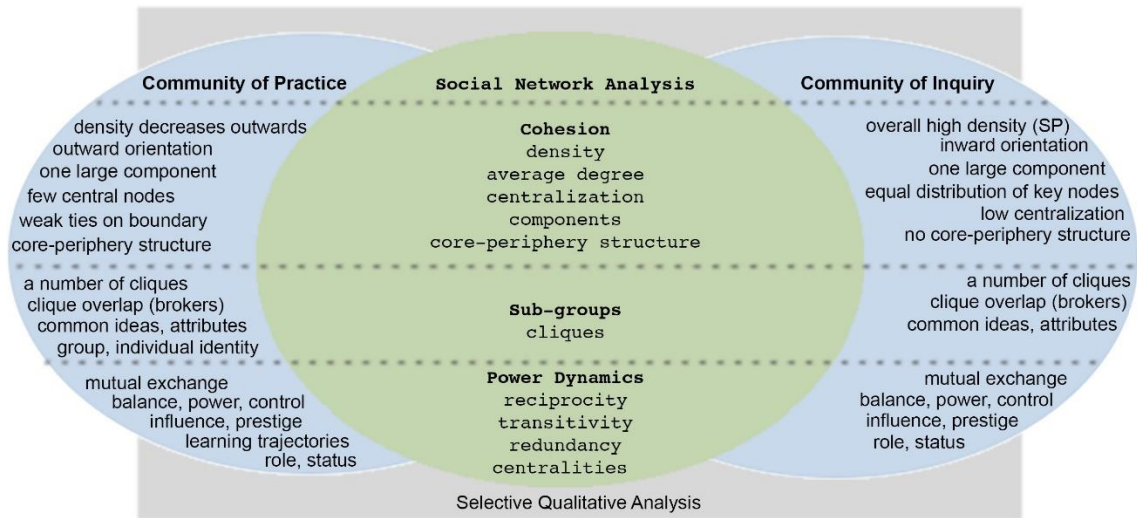 Community of Practice
Social Network Analysis
Community of Inquiry
density decreases outwards
outward orientation
one large component
few central nodes
weak ties on boundary
core-periphery structure
Cohesion
density
average degree
centralization
components
core-periphery structure
overall high density (SP)
inward orientation
one large component
equal distribution of key nodes
low centralization
no core-periphery structure
a number of cliques
clique overlap (brokers)
common ideas, attributes
group, individual identity
Sub-groups
cliques
a number of cliques
clique overlap (brokers)
common ideas, attributes
mutual exchange
balance, power, control
influence, prestige
learning trajectories
role, status
Power Dynamics
reciprocity
transitivity
redundancy
centralities
mutual exchange
balance, power, control
influence, prestige
role, status
Selective Qualitative Analysis